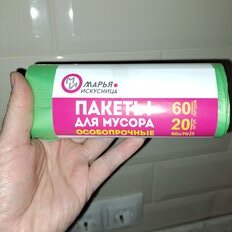 МАРЬЯ
ИСКУСНИЦА
ПАКЕТЫ
ДЛЯ МУСОРА
ОСОБОПРОЧНЫЕ
60
20